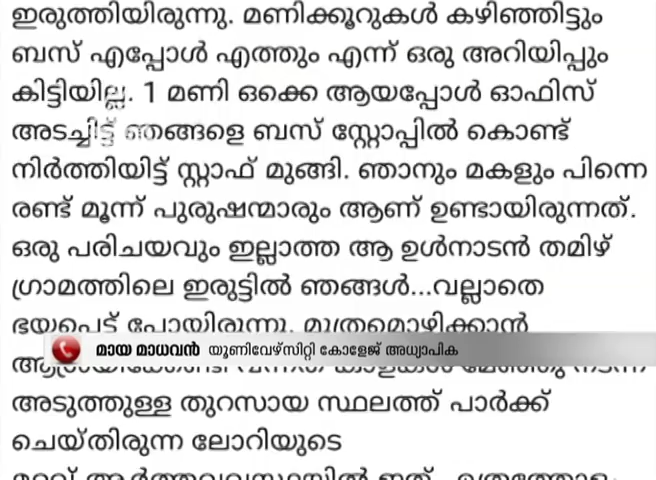 ഇരുത്തിയിരുന്നു. മണിക്കൂറുകൾ കഴിഞ്ഞിട്ടും
ബസ് എപ്പോൾ എത്തും എന്ന് ഒരു അറിയിപ്പും
കിട്ടിയില്ല. 1 മണി ഒക്കെ ആയപ്പോൾ ഓഫിസ്
അടച്ചിട്ട് ഞങ്ങളെ ബസ് സ്റ്റോപ്പിൽ കൊണ്ട്
നിർത്തിയിട്ട് സ്റ്റാഫ് മുങ്ങി. ഞാനും മകളും പിന്നെ
രണ്ട് മൂന്ന് പുരുഷന്മാരും ആണ് ഉണ്ടായിരുന്നത്.
ഒരു പരിചയവും ഇല്ലാത്ത ആ ഉൾനാടൻ തമിഴ്
ഗ്രാമത്തിലെ ഇരുട്ടിൽ ഞങ്ങൾ...വല്ലാതെ
ഭയപ്പെട്ട് പോയിരുന്നു. മൂത്രമൊഴിക്കാൻ
മായ മാധവൻ യൂണിവേഴ്സിറ്റി കോളേജ് അധ്യാപിക
അടുത്തുള്ള തുറസായ സ്ഥലത്ത് പാർക്ക്
ചെയ്തിരുന്ന ലോറിയുടെ